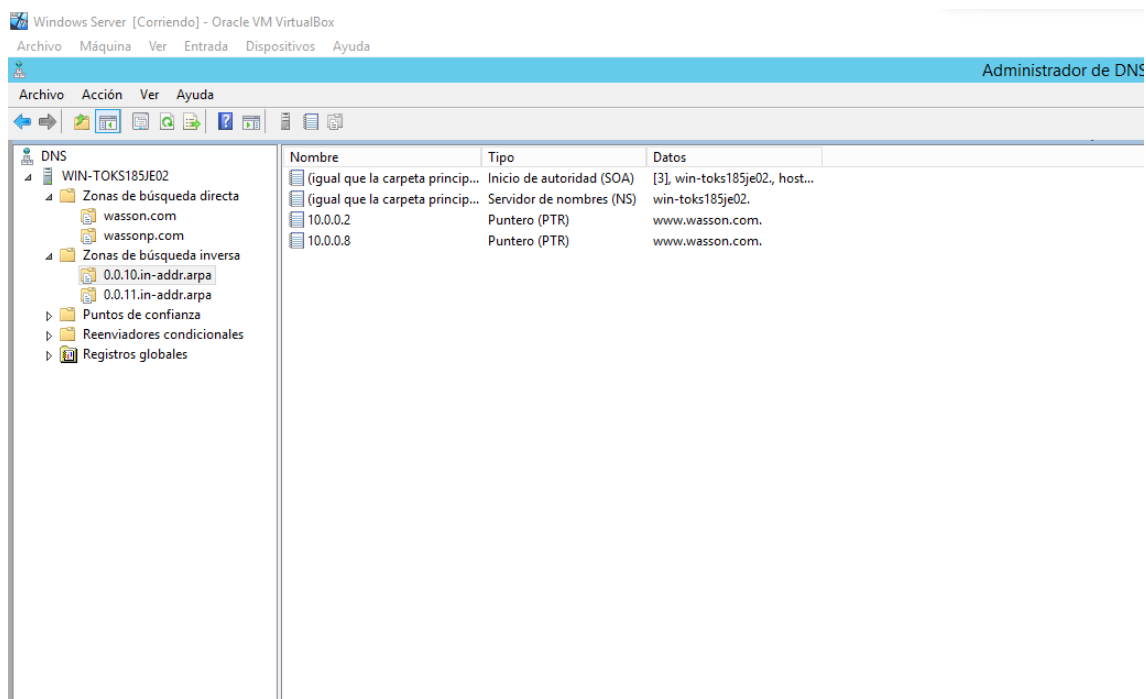 Windows Server [Corriendo] - Oracle VM VirtualBox
Archivo Máquina Ver Entrada Dispositivos Ayuda
Administrador de DNS
Archivo Acción Ver Ayuda
DNS
WIN-TOKS185JE02
Zonas de búsqueda directa
wasson.com
wassonp.com
Zonas de búsqueda inversa
0.0.10.in-addr.arpa
0.0.11.in-addr.arpa
Puntos de confianza
Reenviadores condicionales
Registros globales
Nombre Tipo Datos
(igual que la carpeta princip... Inicio de autoridad (SOA) [3], win-toks185je02., host...
(igual que la carpeta princip... Servidor de nombres (NS) win-toks185je02.
10.0.0.2 Puntero (PTR) www.wasson.com.
10.0.0.8 Puntero (PTR) www.wasson.com.